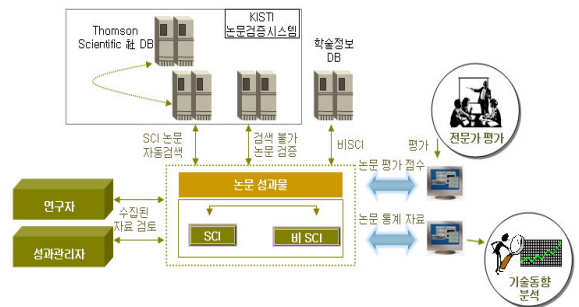 KISTI
논문검증시스템
Thomson
Scientific 社 DB
학술정보
DB
SCI 논문
자동검색
검색 불가
논문 검증
비SCI
평가
전문가 평가
논문 평가 점수
논문 성과물
연구자
수집된
자료 검토
SCI
비 SCI
논문 통계 자료
성과관리자
기술동향
분석